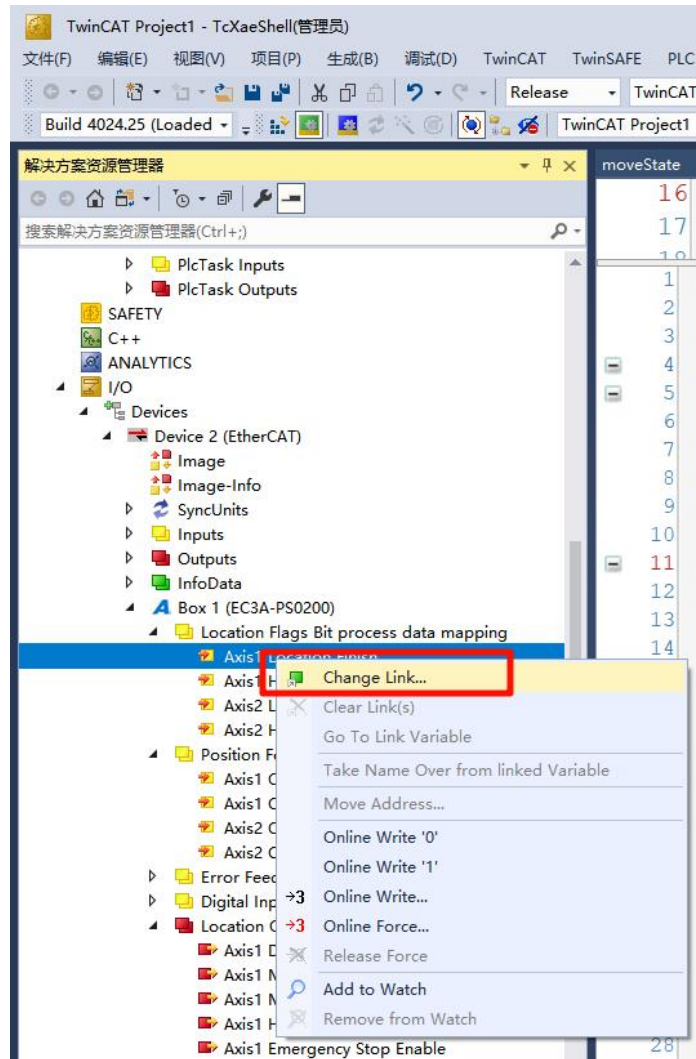 TwinCAT Project1 - TcXaeShell(管理员)
文件(F) 编辑(E) 视图(V) 项目(P) 生成(B) 调试(D) TwinCAT TwinSAFE PLC
Release TwinCAT
Build 4024.25 (Loaded TwinCAT Project1
解决方案资源管理器
moveState
搜索解决方案资源管理器(Ctrl+;)
16
17
PlcTask Inputs
PlcTask Outputs
SAFETY
C++
ANALYTICS
I/O
Devices
Device 2 (EtherCAT)
Image
Image-Info
SyncUnits
Inputs
Outputs
InfoData
Box 1 (EC3A-PS0200)
Location Flags Bit process data mapping
Axis1 Location Finish
Axis1 H
Axis2 L
Axis2 H
Position Fe
Axis1 C
Axis1 C
Axis2 C
Axis2 C
Error Feed
Digital Inp
Location C
Axis1 D
Axis1 N
Axis1 N
Axis1 H
Axis1 Emergency Stop Enable
Change Link...
Clear Link(s)
Go To Link Variable
Take Name Over from linked Variable
Move Address...
Online Write '0'
Online Write '1'
→3 Online Write...
→3 Online Force...
Release Force
Add to Watch
Remove from Watch
1
2
3
4
5
6
7
8
9
10
11
12
13
14
28